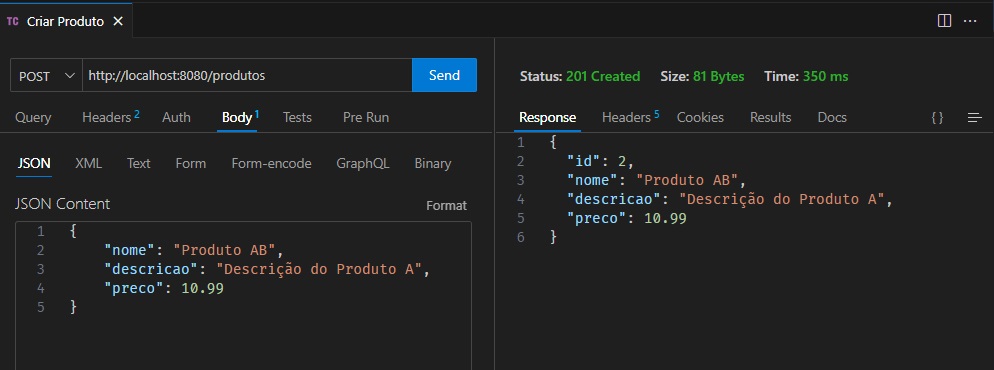 TC Criar Produto
POST http://localhost:8080/produtos Send
Query Headers 2 Auth Body 1 Tests Pre Run
JSON XML Text Form Form-encode GraphQL Binary
JSON Content Format
1 {
2 "nome": "Produto AB",
3 "descricao": "Descrição do Produto A",
4 "preco": 10.99
5 }
Status: 201 Created Size: 81 Bytes Time: 350 ms
Response Headers 5 Cookies Results Docs { }
1 {
2 "id": 2,
3 "nome": "Produto AB",
4 "descricao": "Descrição do Produto A",
5 "preco": 10.99
6 }